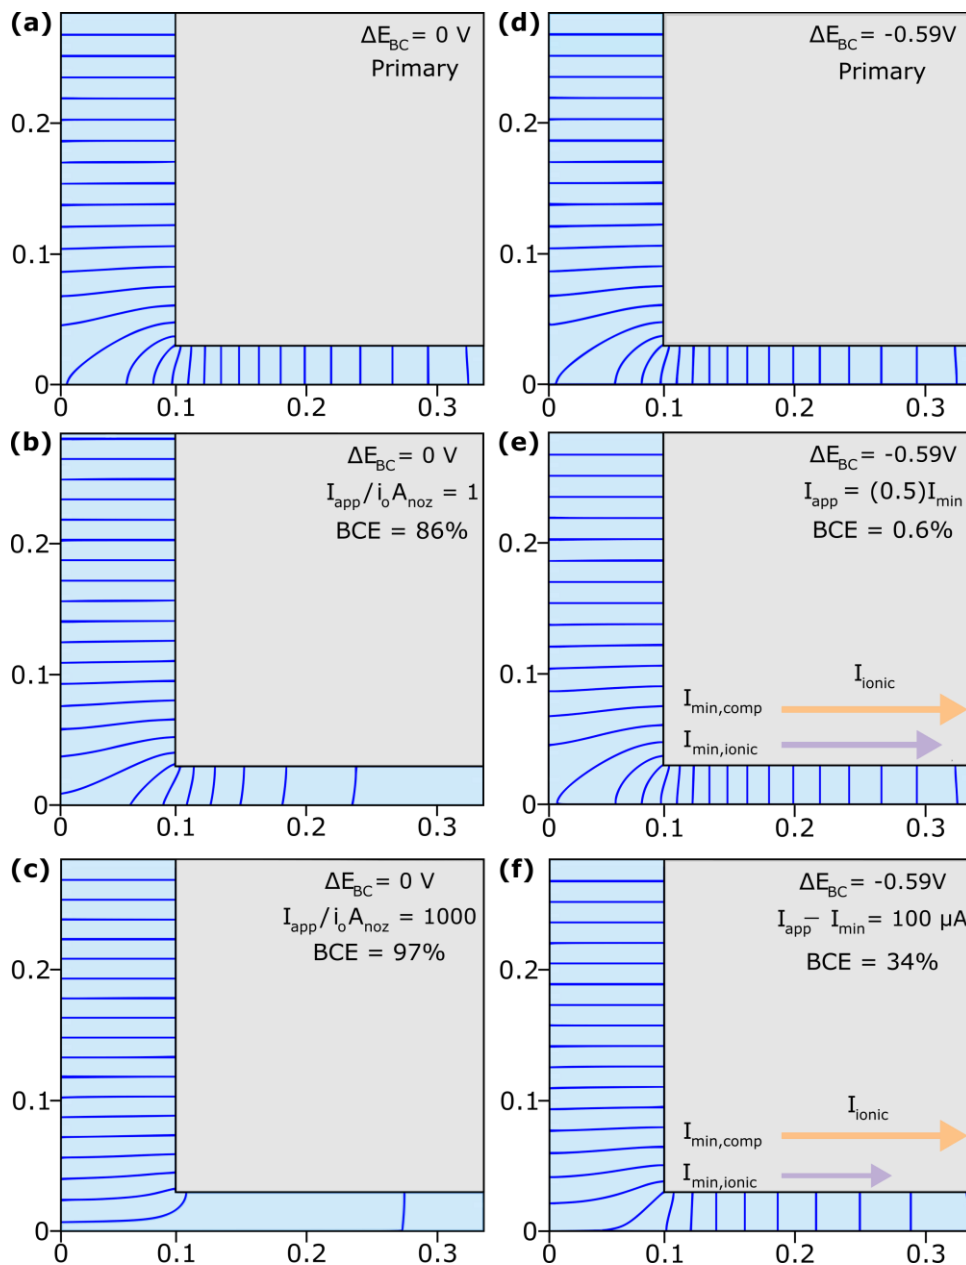 (a)
ΔE_BC = 0 V
Primary
0.2
0.1
0
0 0.1 0.2 0.3
(d)
ΔE_BC = -0.59V
Primary
0.2
0.1
0
0 0.1 0.2 0.3
(b)
ΔE_BC = 0 V
I_app/i_oA_noz = 1
BCE = 86%
0.2
0.1
0
0 0.1 0.2 0.3
(e)
ΔE_BC = -0.59V
I_app = (0.5)I_min
BCE = 0.6%
0.2
0.1
I_ionic
I_min,comp
I_min,ionic
0
0 0.1 0.2 0.3
(c)
ΔE_BC = 0 V
I_app/i_oA_noz = 1000
BCE = 97%
0.2
0.1
0
0 0.1 0.2 0.3
(f)
ΔE_BC = -0.59V
I_app − I_min = 100 µA
BCE = 34%
0.2
0.1
I_ionic
I_min,comp
I_min,ionic
0
0 0.1 0.2 0.3